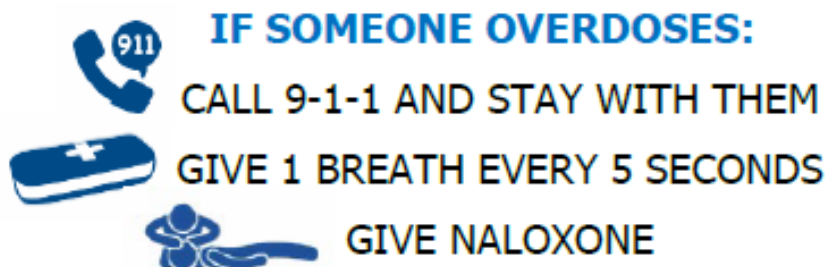 911
IF SOMEONE OVERDOSES:
CALL 9-1-1 AND STAY WITH THEM
GIVE 1 BREATH EVERY 5 SECONDS
GIVE NALOXONE